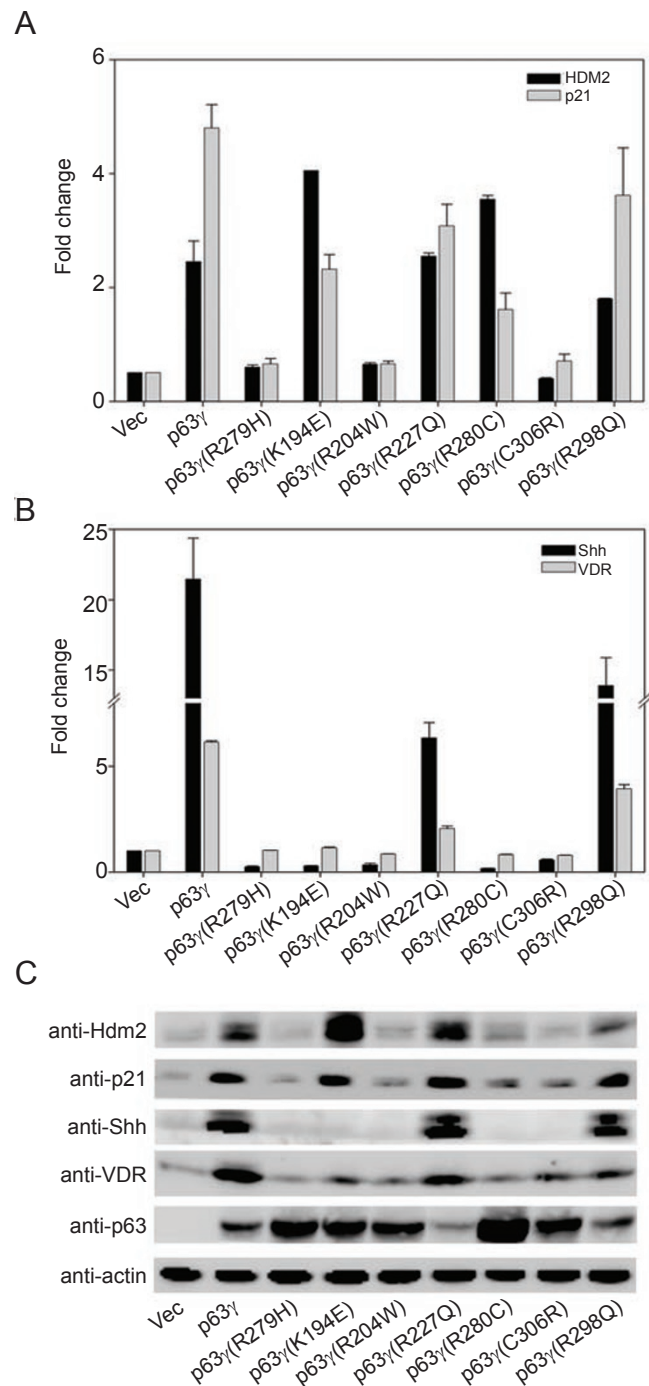 A
6
4
2
0
Fold change
HDM2
p21
Vec
p63γ
p63γ(R279H)
p63γ(K194E)
p63γ(R204W)
p63γ(R227Q)
p63γ(R280C)
p63γ(C306R)
p63γ(R298Q)
B
25
20
15
5
0
Fold change
Shh
VDR
Vec
p63γ
p63γ(R279H)
p63γ(K194E)
p63γ(R204W)
p63γ(R227Q)
p63γ(R280C)
p63γ(C306R)
p63γ(R298Q)
C
anti-Hdm2
anti-p21
anti-Shh
anti-VDR
anti-p63
anti-actin
Vec
p63γ
p63γ(R279H)
p63γ(K194E)
p63γ(R204W)
p63γ(R227Q)
p63γ(R280C)
p63γ(C306R)
p63γ(R298Q)